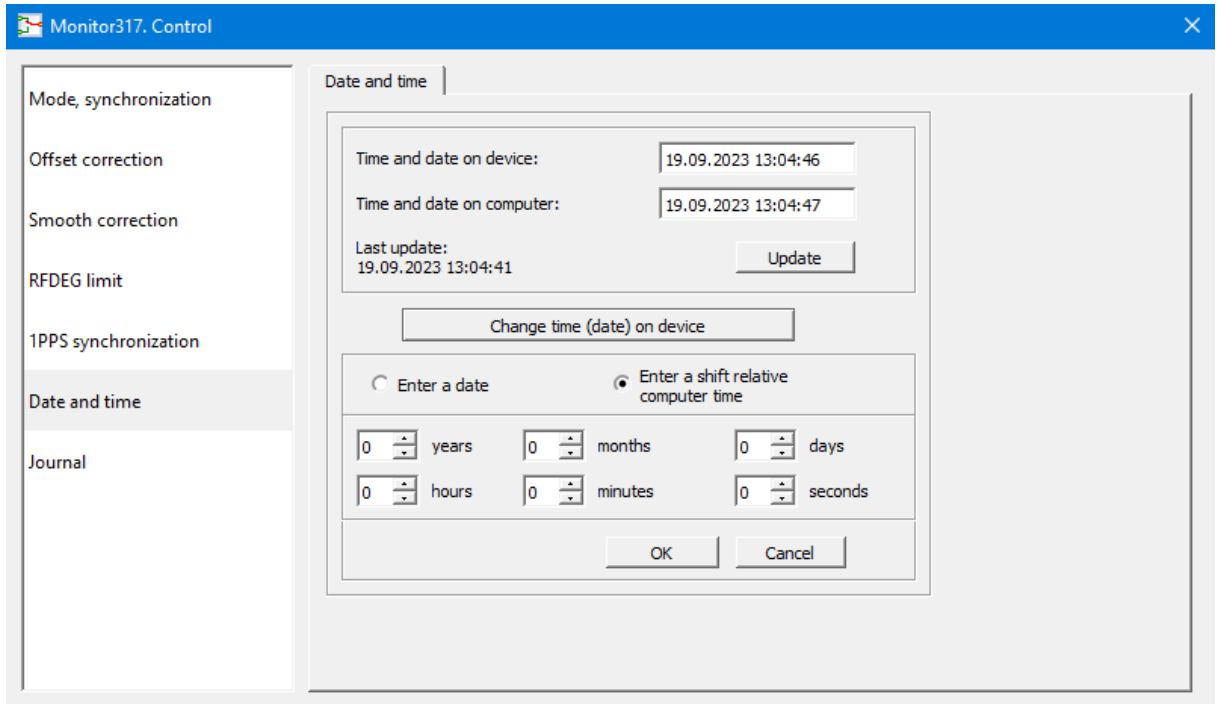 Monitor317. Control
Mode, synchronization
Offset correction
Smooth correction
RFDEG limit
1PPS synchronization
Date and time
Journal
Date and time
Time and date on device: 19.09.2023 13:04:46
Time and date on computer: 19.09.2023 13:04:47
Last update:
19.09.2023 13:04:41
Update
Change time (date) on device
Enter a date
Enter a shift relative
computer time
0 years 0 months 0 days
0 hours 0 minutes 0 seconds
OK Cancel